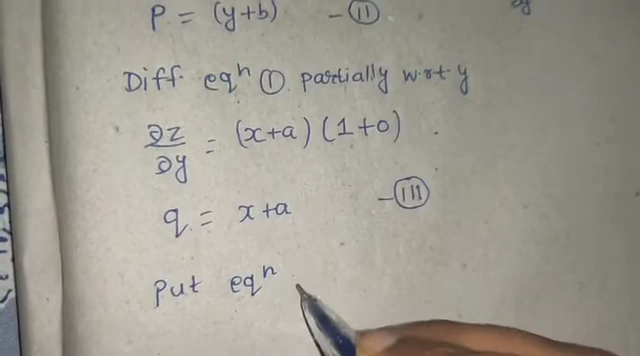 P = (y+b) - II
∂y
Diff. eqⁿ I partially w.r.t y
∂z/∂y = (x+a) (1+0)
q = x+a - III
Put eqⁿ